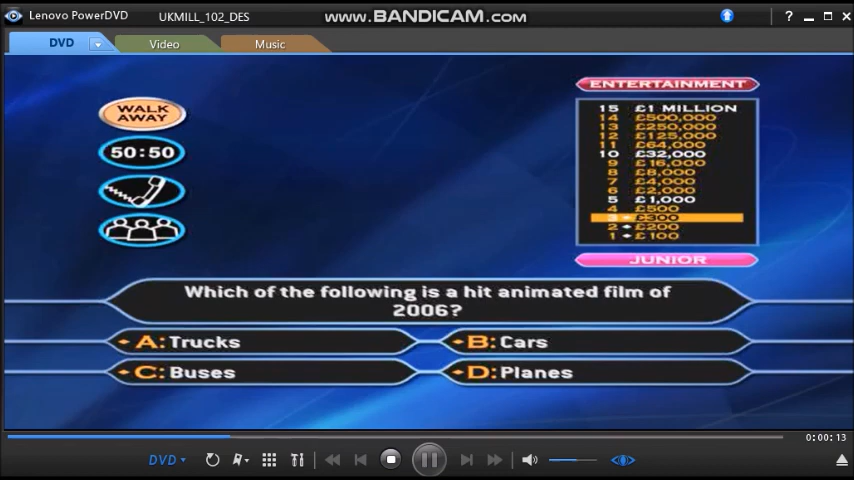 Lenovo PowerDVD
UKMILL_102_DES
www.BANDICAM.com
?
DVD
Video
Music
WALK
AWAY
50:50
ENTERTAINMENT
15 £1 MILLION
14 £500,000
13 £250,000
12 £125,000
11 £64,000
10 £32,000
9 £16,000
8 £8,000
7 £4,000
6 £2,000
5 £1,000
4 £500
3 £300
2 £200
1 £100
JUNIOR
Which of the following is a hit animated film of
2006?
A: Trucks
B: Cars
C: Buses
D: Planes
0:00:13
DVD